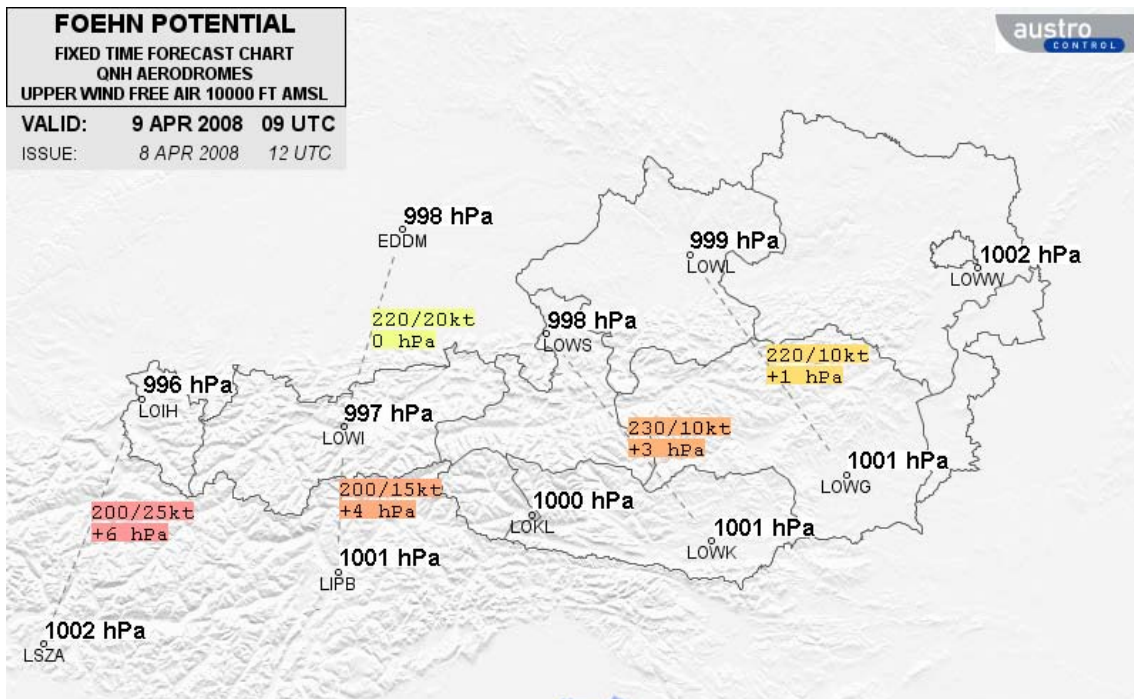 FOEHN POTENTIAL
FIXED TIME FORECAST CHART
QNH AERODROMES
UPPER WIND FREE AIR 10000 FT AMSL
VALID: 9 APR 2008 09 UTC
ISSUE: 8 APR 2008 12 UTC
austro
CONTROL
998 hPa
EDDM
999 hPa
LOWL
1002 hPa
LOWW
220/20kt
0 hPa
998 hPa
LOWS
220/10kt
+1 hPa
996 hPa
LOIH
997 hPa
LOWI
230/10kt
+3 hPa
1001 hPa
LOWG
200/25kt
+6 hPa
200/15kt
+4 hPa
1000 hPa
LOKL
1001 hPa
LOWK
1001 hPa
LIPB
1002 hPa
LSZA